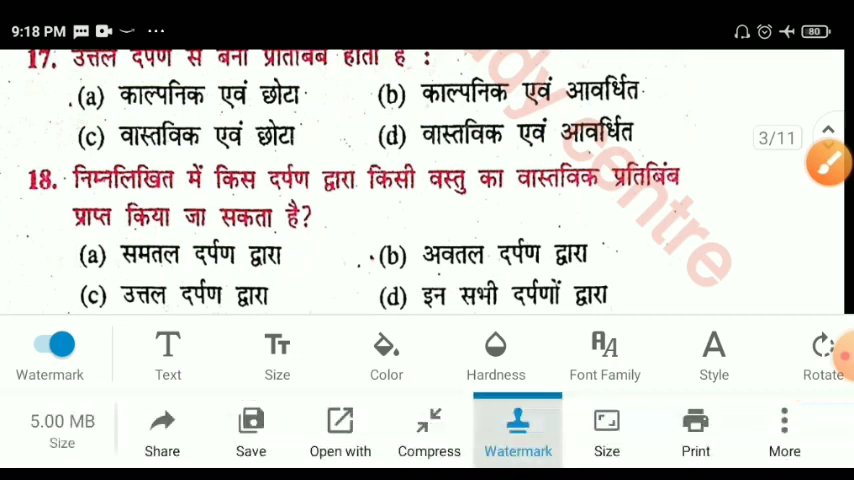 9:18 PM
80
17. उत्तल दर्पण से बना प्रतिबिंब होता है :
(a) काल्पनिक एवं छोटा
(b) काल्पनिक एवं आवर्धित
(c) वास्तविक एवं छोटा
(d) वास्तविक एवं आवर्धित
3/11
18. निम्नलिखित में किस दर्पण द्वारा किसी वस्तु का वास्तविक प्रतिबिंब
प्राप्त किया जा सकता है?
(a) समतल दर्पण द्वारा
(b) अवतल दर्पण द्वारा
(c) उत्तल दर्पण द्वारा
(d) इन सभी दर्पणों द्वारा
centre
Watermark
Text
Size
Color
Hardness
Font Family
Style
Rotate
5.00 MB
Size
Share
Save
Open with
Compress
Watermark
Size
Print
More